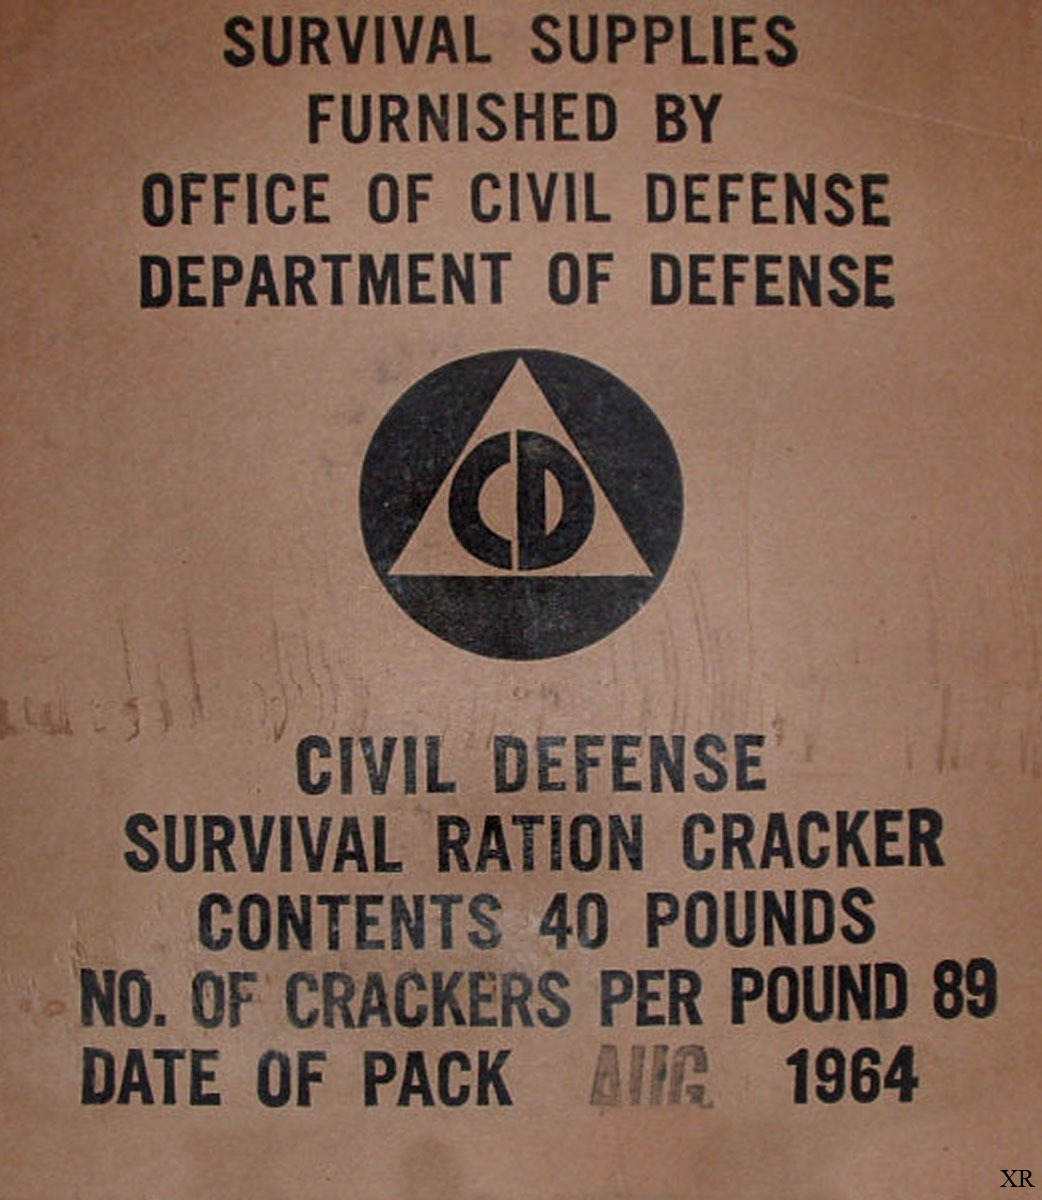 SURVIVAL SUPPLIES
FURNISHED BY
OFFICE OF CIVIL DEFENSE
DEPARTMENT OF DEFENSE
CD
CIVIL DEFENSE
SURVIVAL RATION CRACKER
CONTENTS 40 POUNDS
NO. OF CRACKERS PER POUND 89
DATE OF PACK AUG. 1964
XR